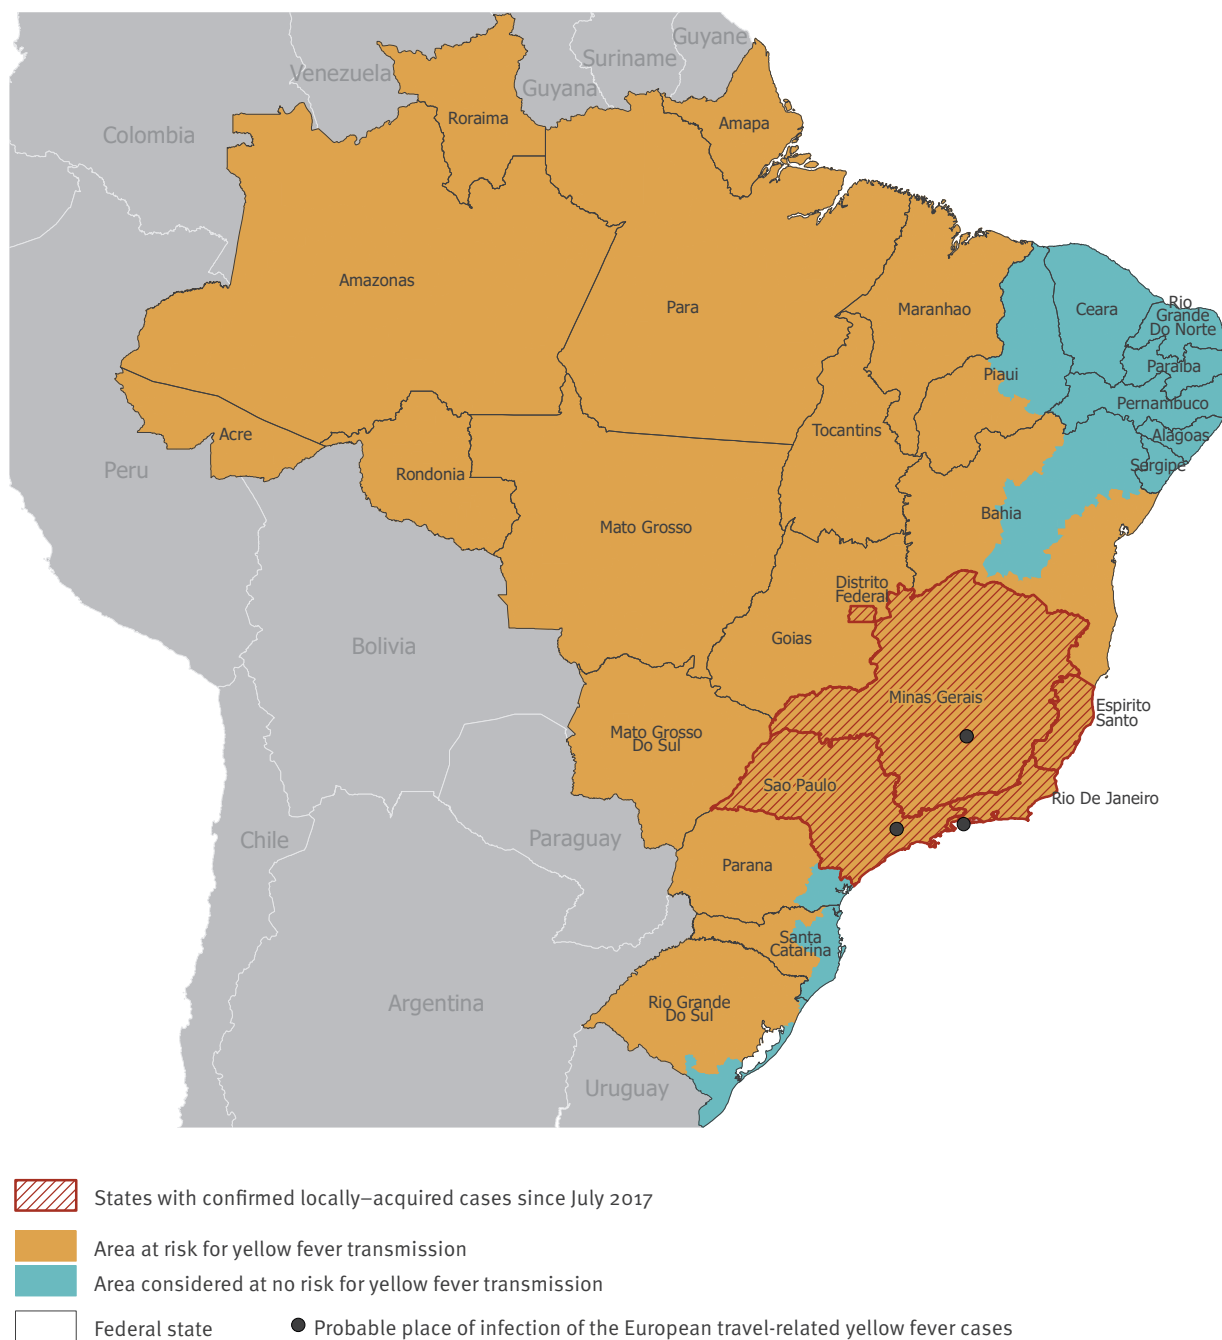 Guyane
Suriname
Venezuela
Guyana
Colombia
Roraima
Amapa
Amazonas
Para
Maranhao
Ceara
Rio
Grande
Do Norte
Paraiba
Piaui
Pernambuco
Tocantins
Alagoas
Acre
Sergipe
Peru
Rondonia
Mato Grosso
Bahia
Distrito
Federal
Goias
Bolivia
Minas Gerais
Espirito
Santo
Mato Grosso
Do Sul
Sao Paulo
Rio De Janeiro
Chile
Paraguay
Parana
Santa
Catarina
Argentina
Rio Grande
Do Sul
Uruguay
States with confirmed locally–acquired cases since July 2017
Area at risk for yellow fever transmission
Area considered at no risk for yellow fever transmission
Federal state
Probable place of infection of the European travel-related yellow fever cases